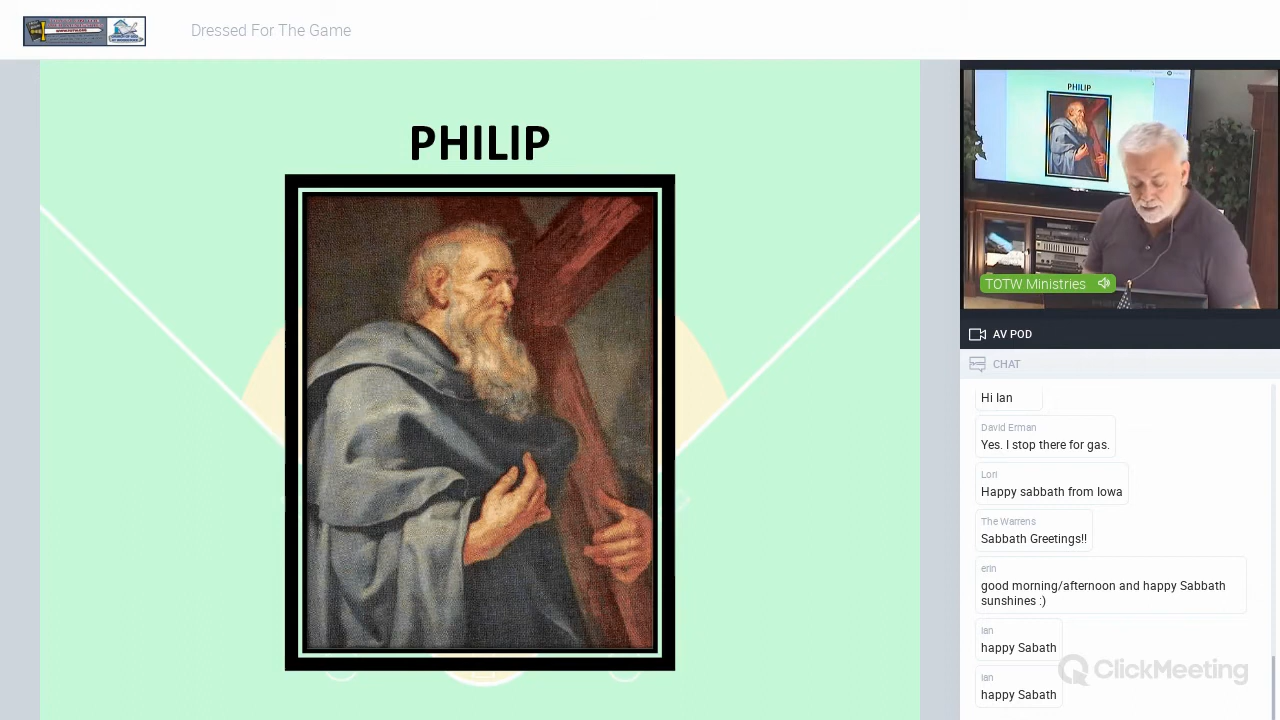 Dressed For The Game
PHILIP
PHILIP
TOTW Ministries
AV POD
CHAT
Hi Ian
David Erman
Yes. I stop there for gas.
Lori
Happy sabbath from Iowa
The Warrens
Sabbath Greetings!!
erin
good morning/afternoon and happy Sabbath
sunshines :)
Ian
happy Sabath
Ian
happy Sabath
ClickMeeting